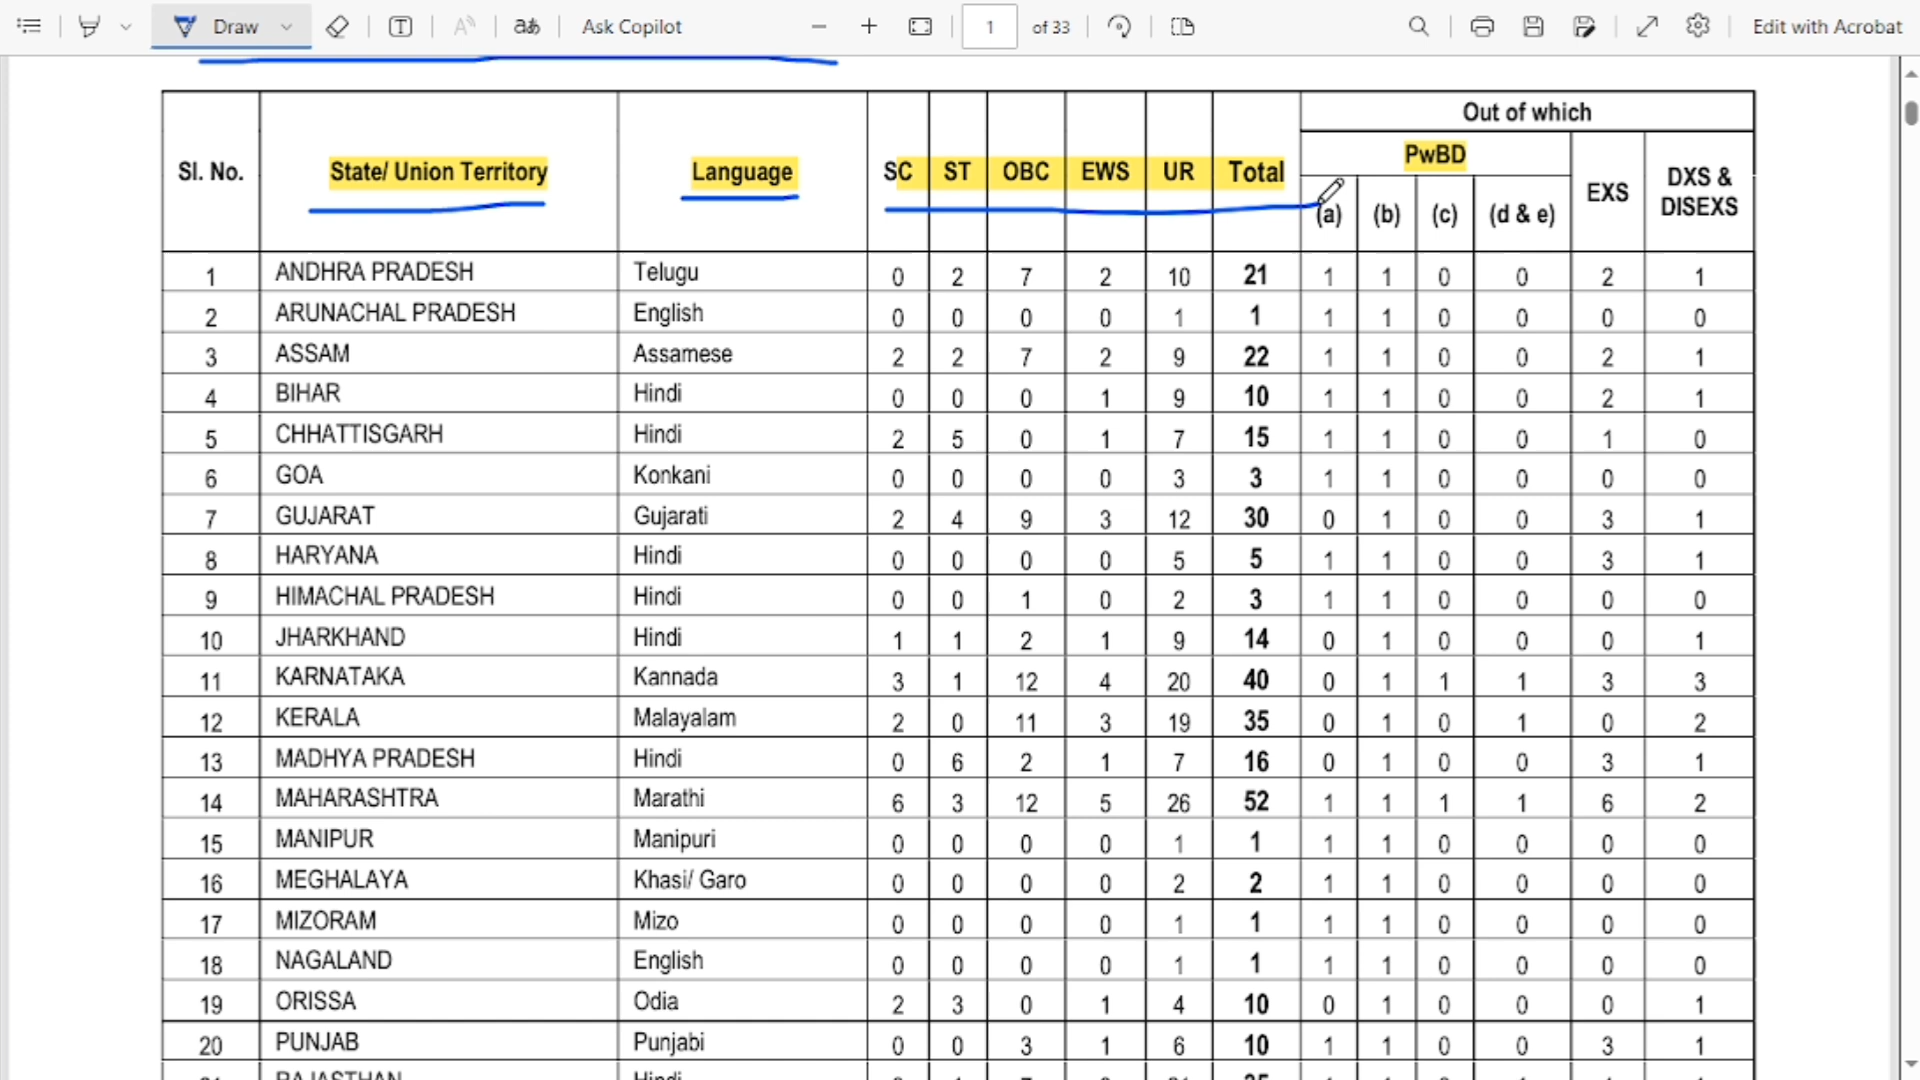 Draw
Ask Copilot
1 of 33
Edit with Acrobat
Out of which
Sl. No. State/ Union Territory Language SC ST OBC EWS UR Total PwBD EXS DXS & DISEXS
(a) (b) (c) (d & e)
1 ANDHRA PRADESH Telugu 0 2 7 2 10 21 1 1 0 0 2 1
2 ARUNACHAL PRADESH English 0 0 0 0 1 1 1 1 0 0 0 0
3 ASSAM Assamese 2 2 7 2 9 22 1 1 0 0 2 1
4 BIHAR Hindi 0 0 0 1 9 10 1 1 0 0 2 1
5 CHHATTISGARH Hindi 2 5 0 1 7 15 1 1 0 0 1 0
6 GOA Konkani 0 0 0 0 3 3 1 1 0 0 0 0
7 GUJARAT Gujarati 2 4 9 3 12 30 0 1 0 0 3 1
8 HARYANA Hindi 0 0 0 0 5 5 1 1 0 0 3 1
9 HIMACHAL PRADESH Hindi 0 0 1 0 2 3 1 1 0 0 0 0
10 JHARKHAND Hindi 1 1 2 1 9 14 0 1 0 0 0 1
11 KARNATAKA Kannada 3 1 12 4 20 40 0 1 1 1 3 3
12 KERALA Malayalam 2 0 11 3 19 35 0 1 0 1 0 2
13 MADHYA PRADESH Hindi 0 6 2 1 7 16 0 1 0 0 3 1
14 MAHARASHTRA Marathi 6 3 12 5 26 52 1 1 1 1 6 2
15 MANIPUR Manipuri 0 0 0 0 1 1 1 1 0 0 0 0
16 MEGHALAYA Khasi/ Garo 0 0 0 0 2 2 1 1 0 0 0 0
17 MIZORAM Mizo 0 0 0 0 1 1 1 1 0 0 0 0
18 NAGALAND English 0 0 0 0 1 1 1 1 0 0 0 0
19 ORISSA Odia 2 3 0 1 4 10 0 1 0 0 0 1
20 PUNJAB Punjabi 0 0 3 1 6 10 1 1 0 0 3 1
RAJASTHAN Hindi